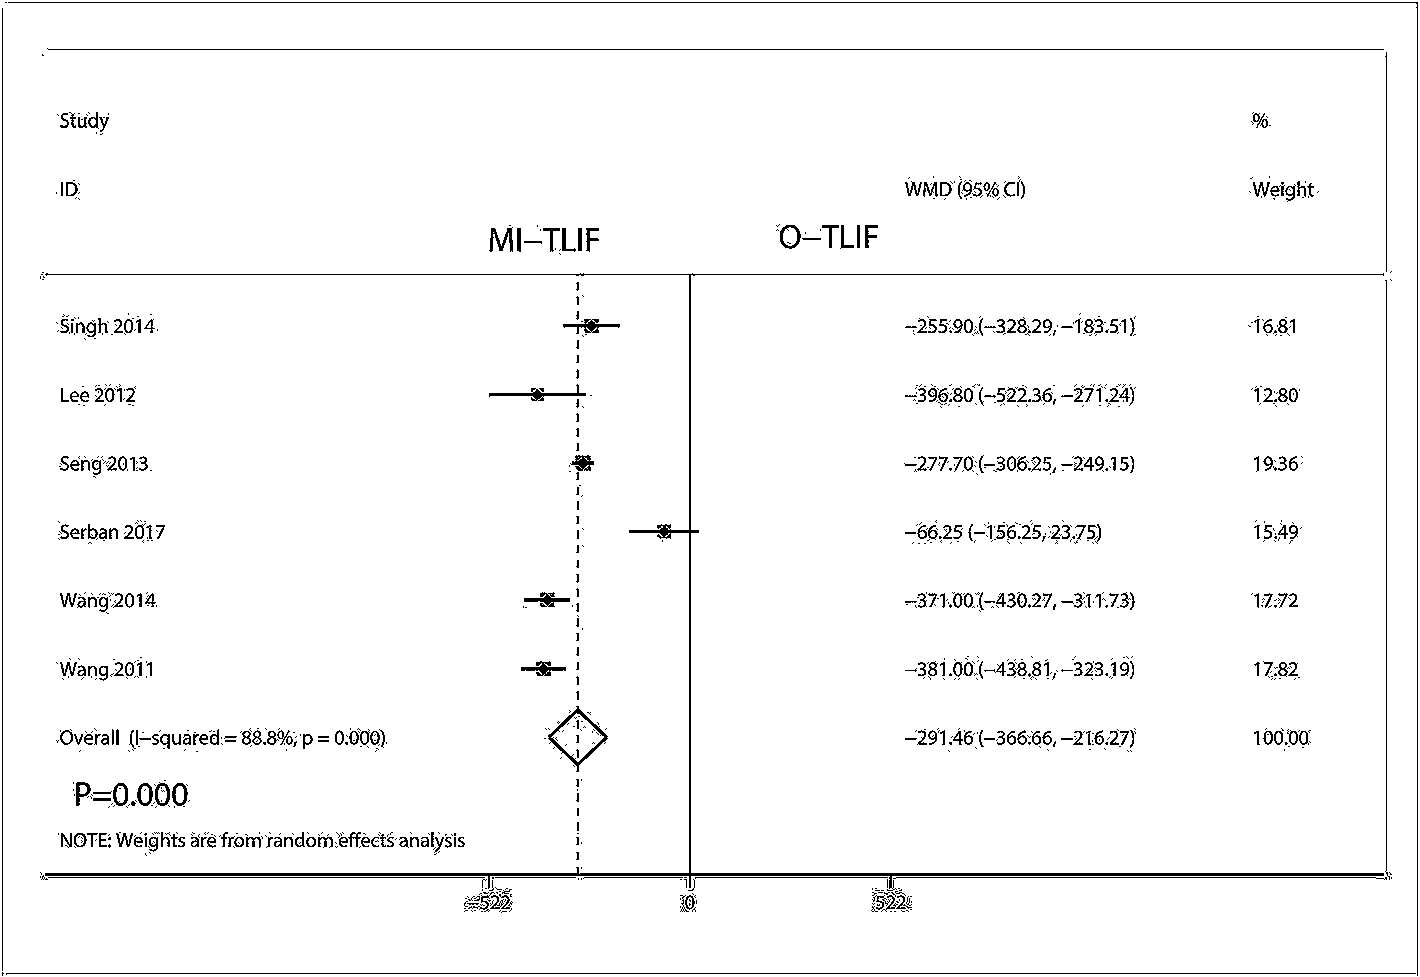 Study %
ID WMD (95% CI) Weight
MI−TLIF O−TLIF
Singh 2014 −255.90 (−328.29, −183.51) 16.81
Lee 2012 −396.80 (−522.36, −271.24) 12.80
Seng 2013 −277.70 (−306.25, −249.15) 19.36
Serban 2017 −66.25 (−156.25, 23.75) 15.49
Wang 2014 −371.00 (−430.27, −311.73) 17.72
Wang 2011 −381.00 (−438.81, −323.19) 17.82
Overall (I−squared = 88.8%, p = 0.000) −291.46 (−366.66, −216.27) 100.00
P=0.000
NOTE: Weights are from random effects analysis
−522 0 522